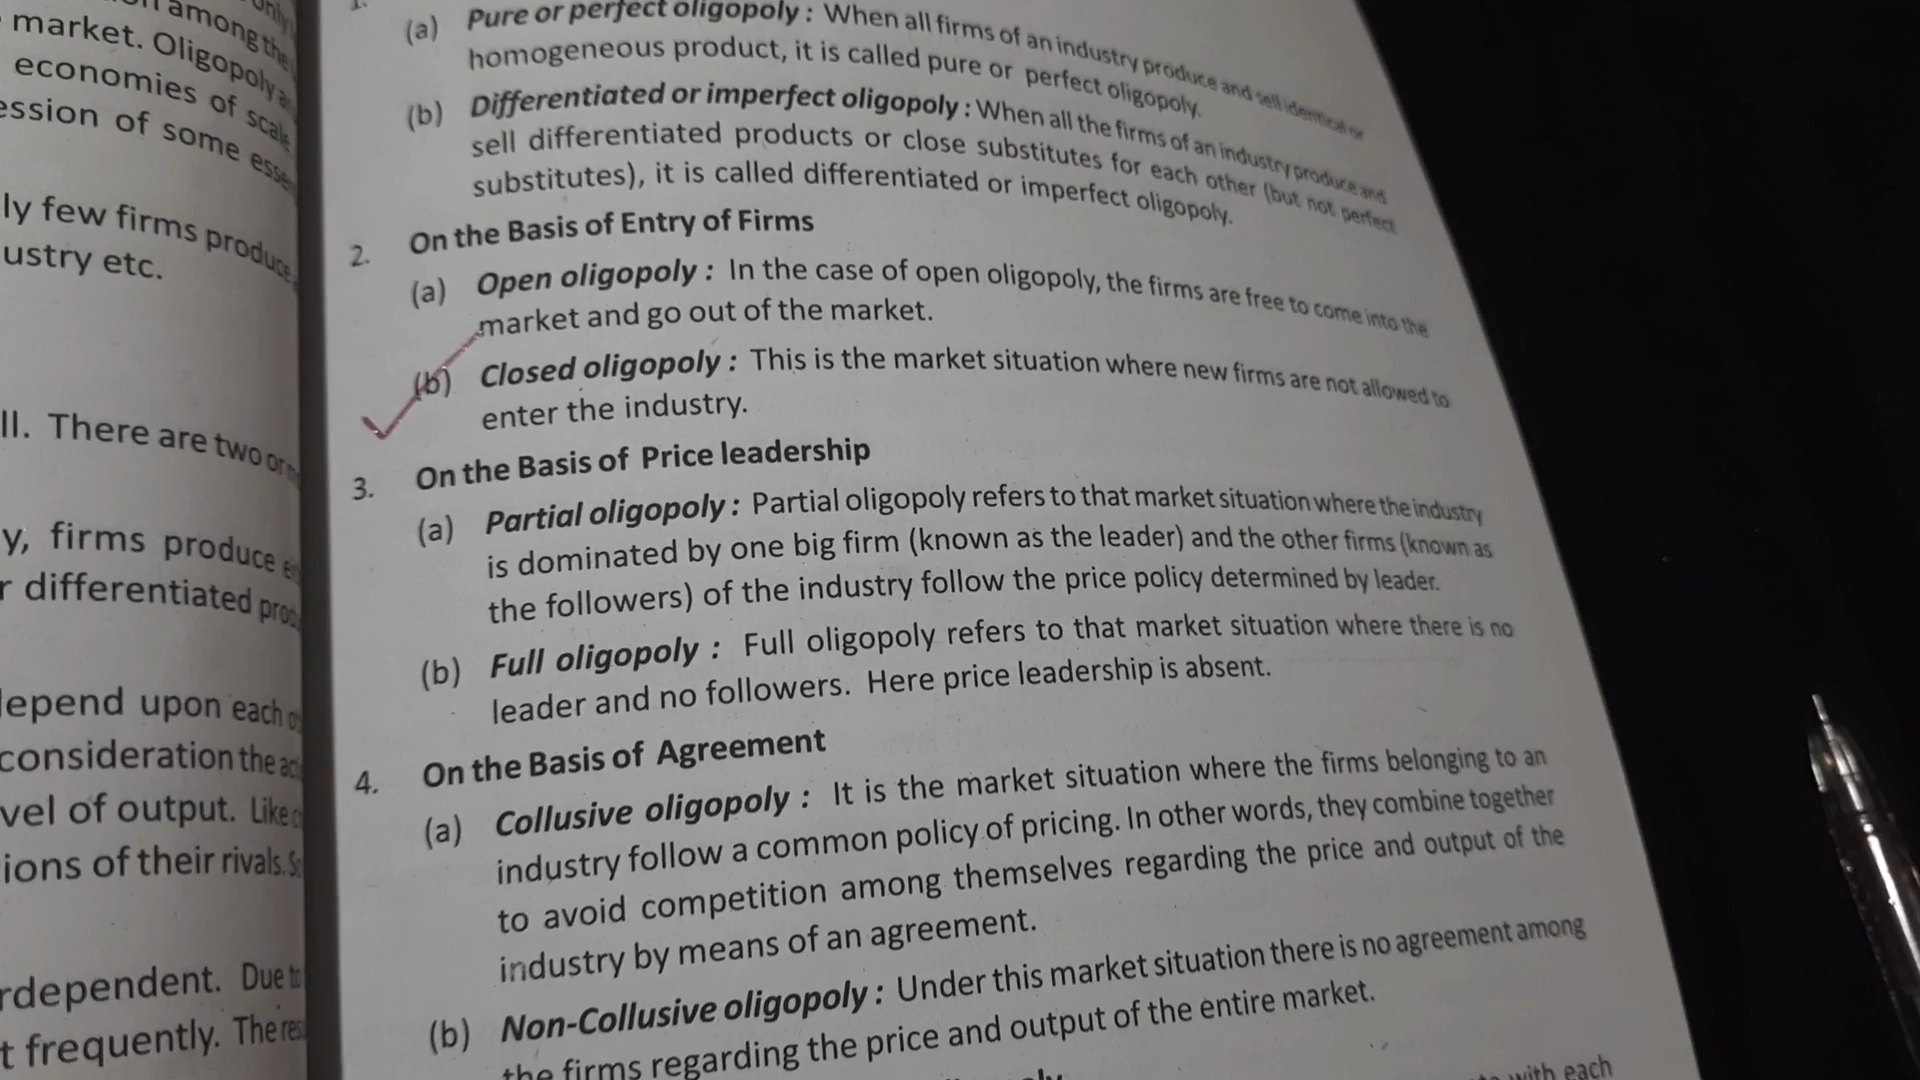 among the
market. Oligopoly
economies of scale
ession of some
ly few firms produce
ustry etc.
ll. There are two or
y, firms produce
r differentiated
depend upon each
consideration the
vel of output. Like
ions of their rivals.
rdependent. Due to
t frequently. The
(a) Pure or perfect oligopoly : When all firms of an industry produce and sell identical or
homogeneous product, it is called pure or perfect oligopoly.
(b) Differentiated or imperfect oligopoly : When all the firms of an industry produce and
sell differentiated products or close substitutes for each other (but not perfect
substitutes), it is called differentiated or imperfect oligopoly.
2. On the Basis of Entry of Firms
(a) Open oligopoly : In the case of open oligopoly, the firms are free to come into the
market and go out of the market.
(b) Closed oligopoly : This is the market situation where new firms are not allowed to
enter the industry.
3. On the Basis of Price leadership
(a) Partial oligopoly : Partial oligopoly refers to that market situation where the industry
is dominated by one big firm (known as the leader) and the other firms (known as
the followers) of the industry follow the price policy determined by leader.
(b) Full oligopoly : Full oligopoly refers to that market situation where there is no
leader and no followers. Here price leadership is absent.
4. On the Basis of Agreement
(a) Collusive oligopoly : It is the market situation where the firms belonging to an
industry follow a common policy of pricing. In other words, they combine together
to avoid competition among themselves regarding the price and output of the
industry by means of an agreement.
(b) Non-Collusive oligopoly : Under this market situation there is no agreement among
the firms regarding the price and output of the entire market.
with each